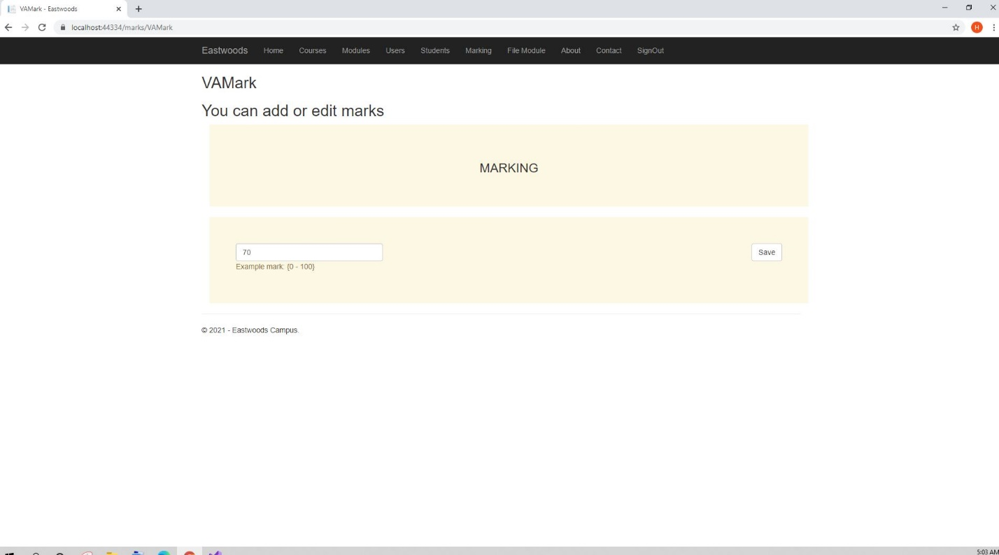 VAMark - Eastwoods
localhost:44334/marks/VAMark
H
Eastwoods Home Courses Modules Users Students Marking File Module About Contact SignOut
VAMark
You can add or edit marks
MARKING
70 Save
Example mark: {0 - 100}
© 2021 - Eastwoods Campus.
5:03 AM